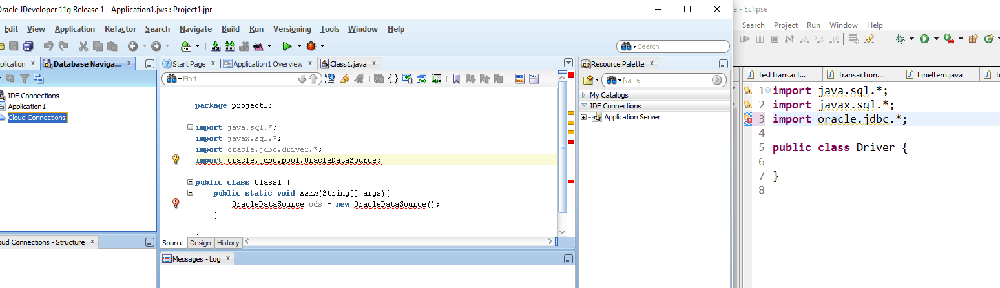 Oracle JDeveloper 11g Release 1 - Application1.jws : Project1.jpr
Edit View Application Refactor Search Navigate Build Run Versioning Tools Window Help
Search
plication x Database Naviga... x
IDE Connections
Application1
Cloud Connections
oud Connections - Structure x
Start Page x Application1 Overview x Class1.java x
Find
package project1;
import java.sql.*;
import javax.sql.*;
import oracle.jdbc.driver.*;
import oracle.jdbc.pool.OracleDataSource;
public class Class1 {
public static void main(String[] args){
OracleDataSource ods = new OracleDataSource();
}
Source Design History
Messages - Log x
Resource Palette x
Name
My Catalogs
IDE Connections
Application Server
a - Eclipse
Search Project Run Window Help
TestTransact... Transaction.... LineItem.java Tr
1 import java.sql.*;
2 import javax.sql.*;
3 import oracle.jdbc.*;
4
5 public class Driver {
6
7 }
8